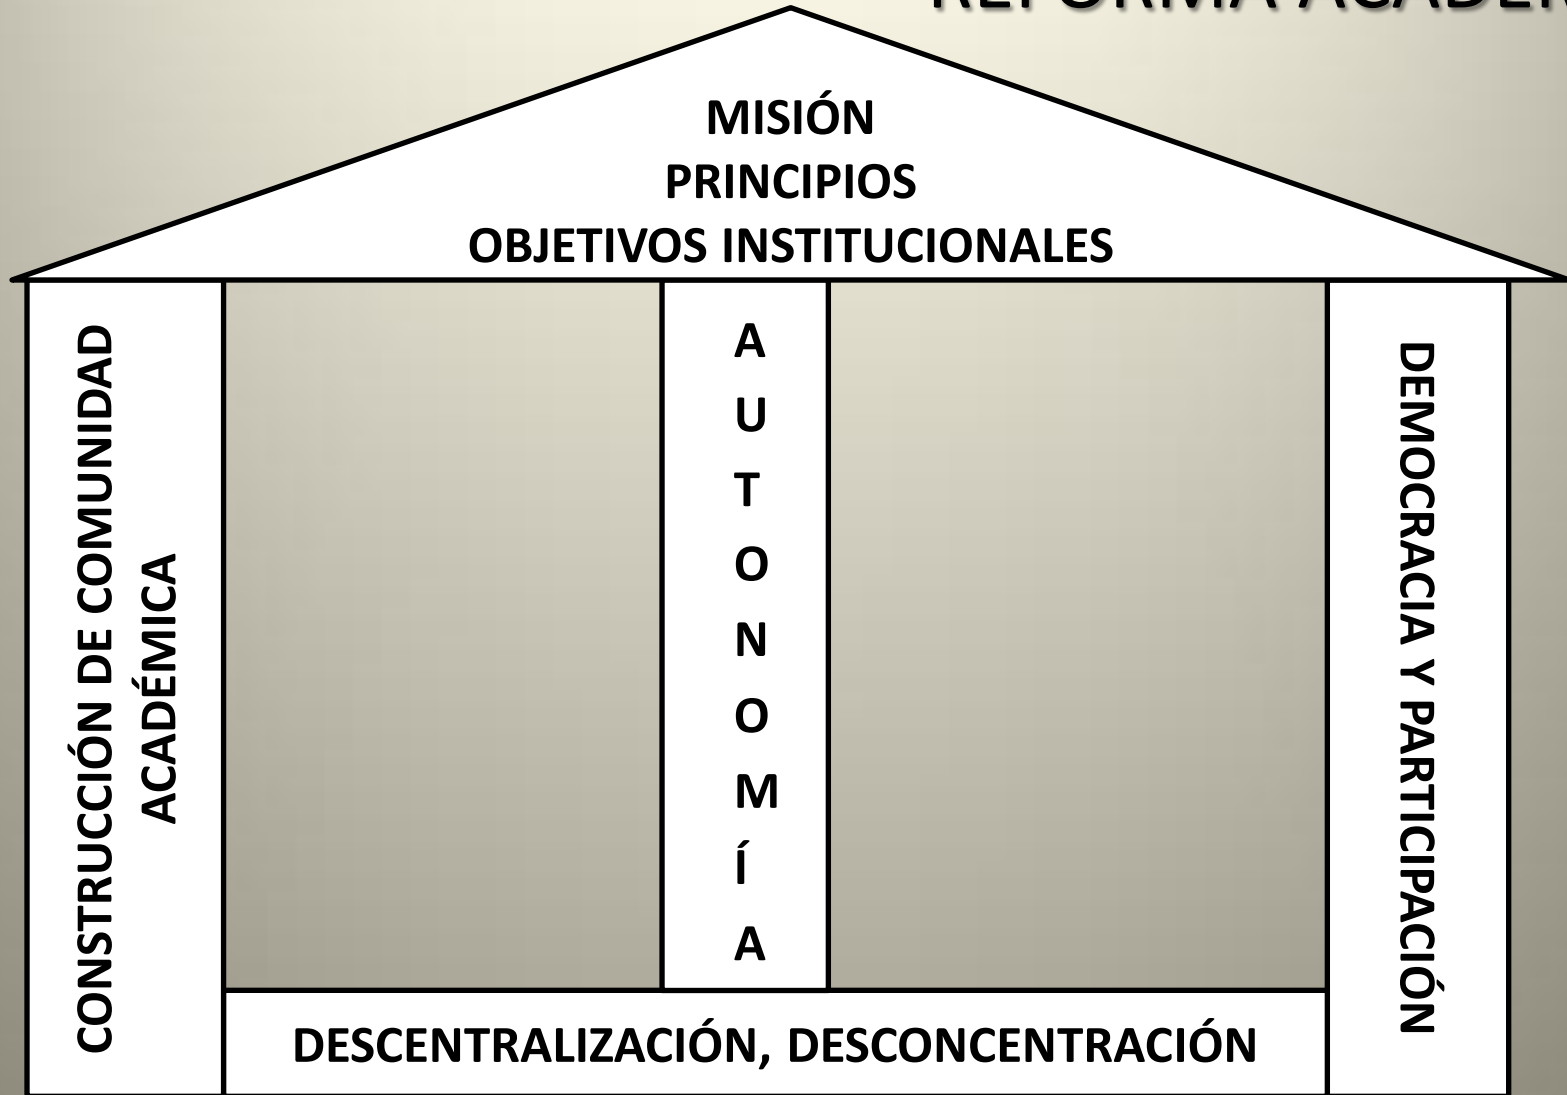 MISIÓN
PRINCIPIOS
OBJETIVOS INSTITUCIONALES
CONSTRUCCIÓN DE COMUNIDAD
ACADÉMICA
A
U
T
O
N
O
M
Í
A
DEMOCRACIA Y PARTICIPACIÓN
DESCENTRALIZACIÓN, DESCONCENTRACIÓN